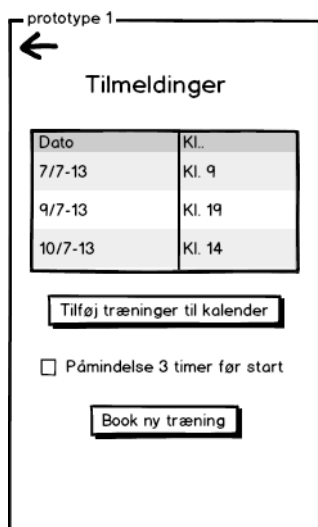 prototype 1
Tilmeldinger
Dato Kl..
7/7-13 Kl. 9
9/7-13 Kl. 19
10/7-13 Kl. 14
Tilføj træninger til kalender
Påmindelse 3 timer før start
Book ny træning